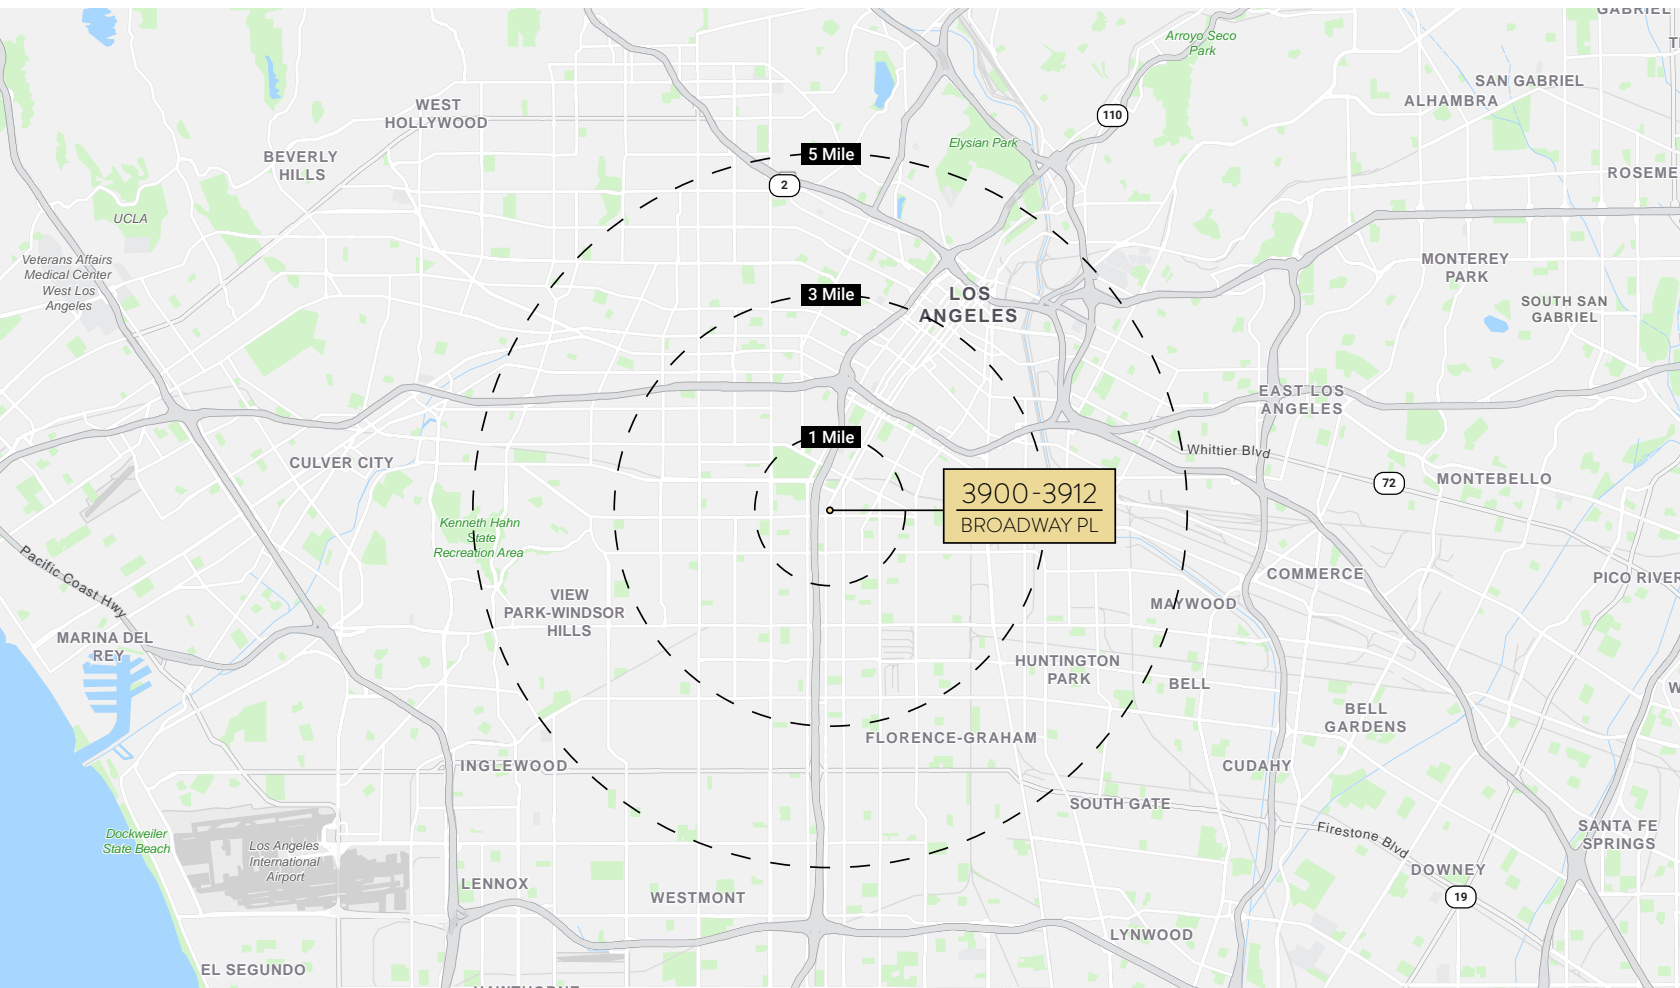 GABRIEL
Arroyo Seco
Park
SAN GABRIEL
ALHAMBRA
WEST
HOLLYWOOD
110
Elysian Park
5 Mile
BEVERLY
HILLS
2
ROSEME
UCLA
Veterans Affairs
Medical Center
West Los
Angeles
MONTEREY
PARK
3 Mile
LOS
ANGELES
SOUTH SAN
GABRIEL
EAST LOS
ANGELES
1 Mile
Whittier Blvd
CULVER CITY
72
MONTEBELLO
3900-3912
BROADWAY PL
Kenneth Hahn
State
Recreation Area
Pacific Coast Hwy
COMMERCE
PICO RIVER
VIEW
PARK-WINDSOR
HILLS
MAYWOOD
MARINA DEL
REY
HUNTINGTON
PARK
BELL
W
BELL
GARDENS
FLORENCE-GRAHAM
INGLEWOOD
CUDAHY
SOUTH GATE
Dockweiler
State Beach
Los Angeles
International
Airport
Firestone Blvd
SANTA FE
SPRINGS
DOWNEY
LENNOX
WESTMONT
19
LYNWOOD
EL SEGUNDO
HAWTHORNE